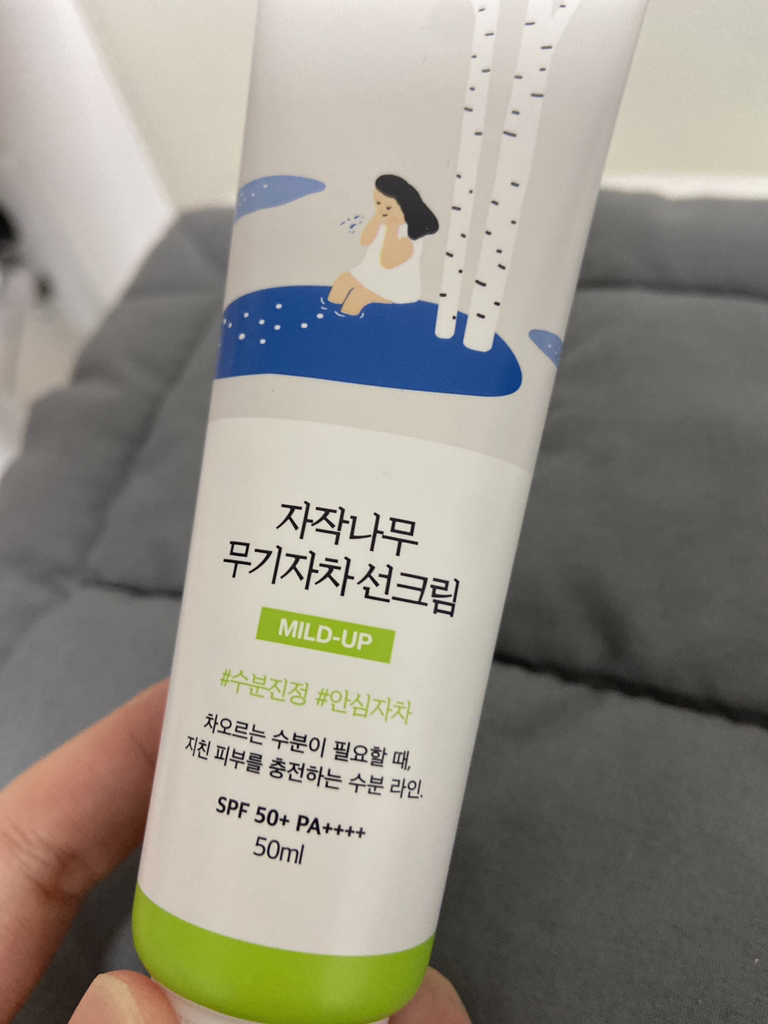 자작나무
무기자차 선크림
MILD-UP
#수분진정 #안심자차
차오르는 수분이 필요할 때,
지친 피부를 충전하는 수분 라인.
SPF 50+ PA++++
50ml